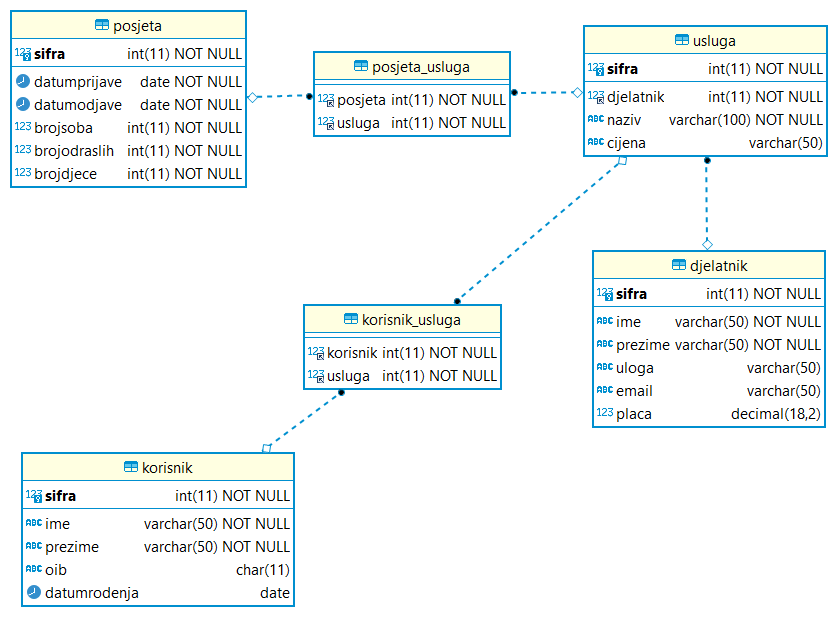 posjeta
123 sifra int(11) NOT NULL
datumprijave date NOT NULL
datumodjave date NOT NULL
123 brojsoba int(11) NOT NULL
123 brojodraslih int(11) NOT NULL
123 brojdjece int(11) NOT NULL
posjeta_usluga
123 posjeta int(11) NOT NULL
123 usluga int(11) NOT NULL
usluga
123 sifra int(11) NOT NULL
123 djelatnik int(11) NOT NULL
ABC naziv varchar(100) NOT NULL
ABC cijena varchar(50)
djelatnik
123 sifra int(11) NOT NULL
ABC ime varchar(50) NOT NULL
ABC prezime varchar(50) NOT NULL
ABC uloga varchar(50)
ABC email varchar(50)
123 placa decimal(18,2)
korisnik_usluga
123 korisnik int(11) NOT NULL
123 usluga int(11) NOT NULL
korisnik
123 sifra int(11) NOT NULL
ABC ime varchar(50) NOT NULL
ABC prezime varchar(50) NOT NULL
ABC oib char(11)
datumrodenja date